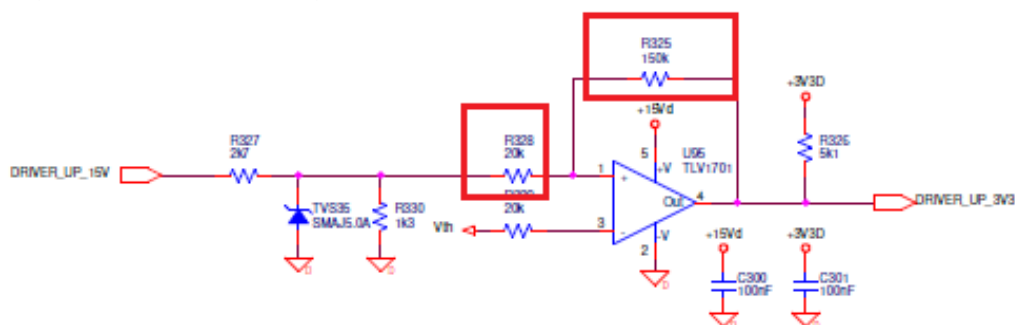 R325
150k
+3V3D
+15Vd
R327
2k7
R328
20k
R326
5k1
U95
TLV1701
DRIVER_UP_15V
5
+V
1
+
4
Out
DRIVER_UP_3V3
TVS35
SMAJ5.0A
R330
1k3
20k
Vth
3
-
-V
2
+15Vd
+3V3D
C300
100nF
C301
100nF
D
D
D
D
D